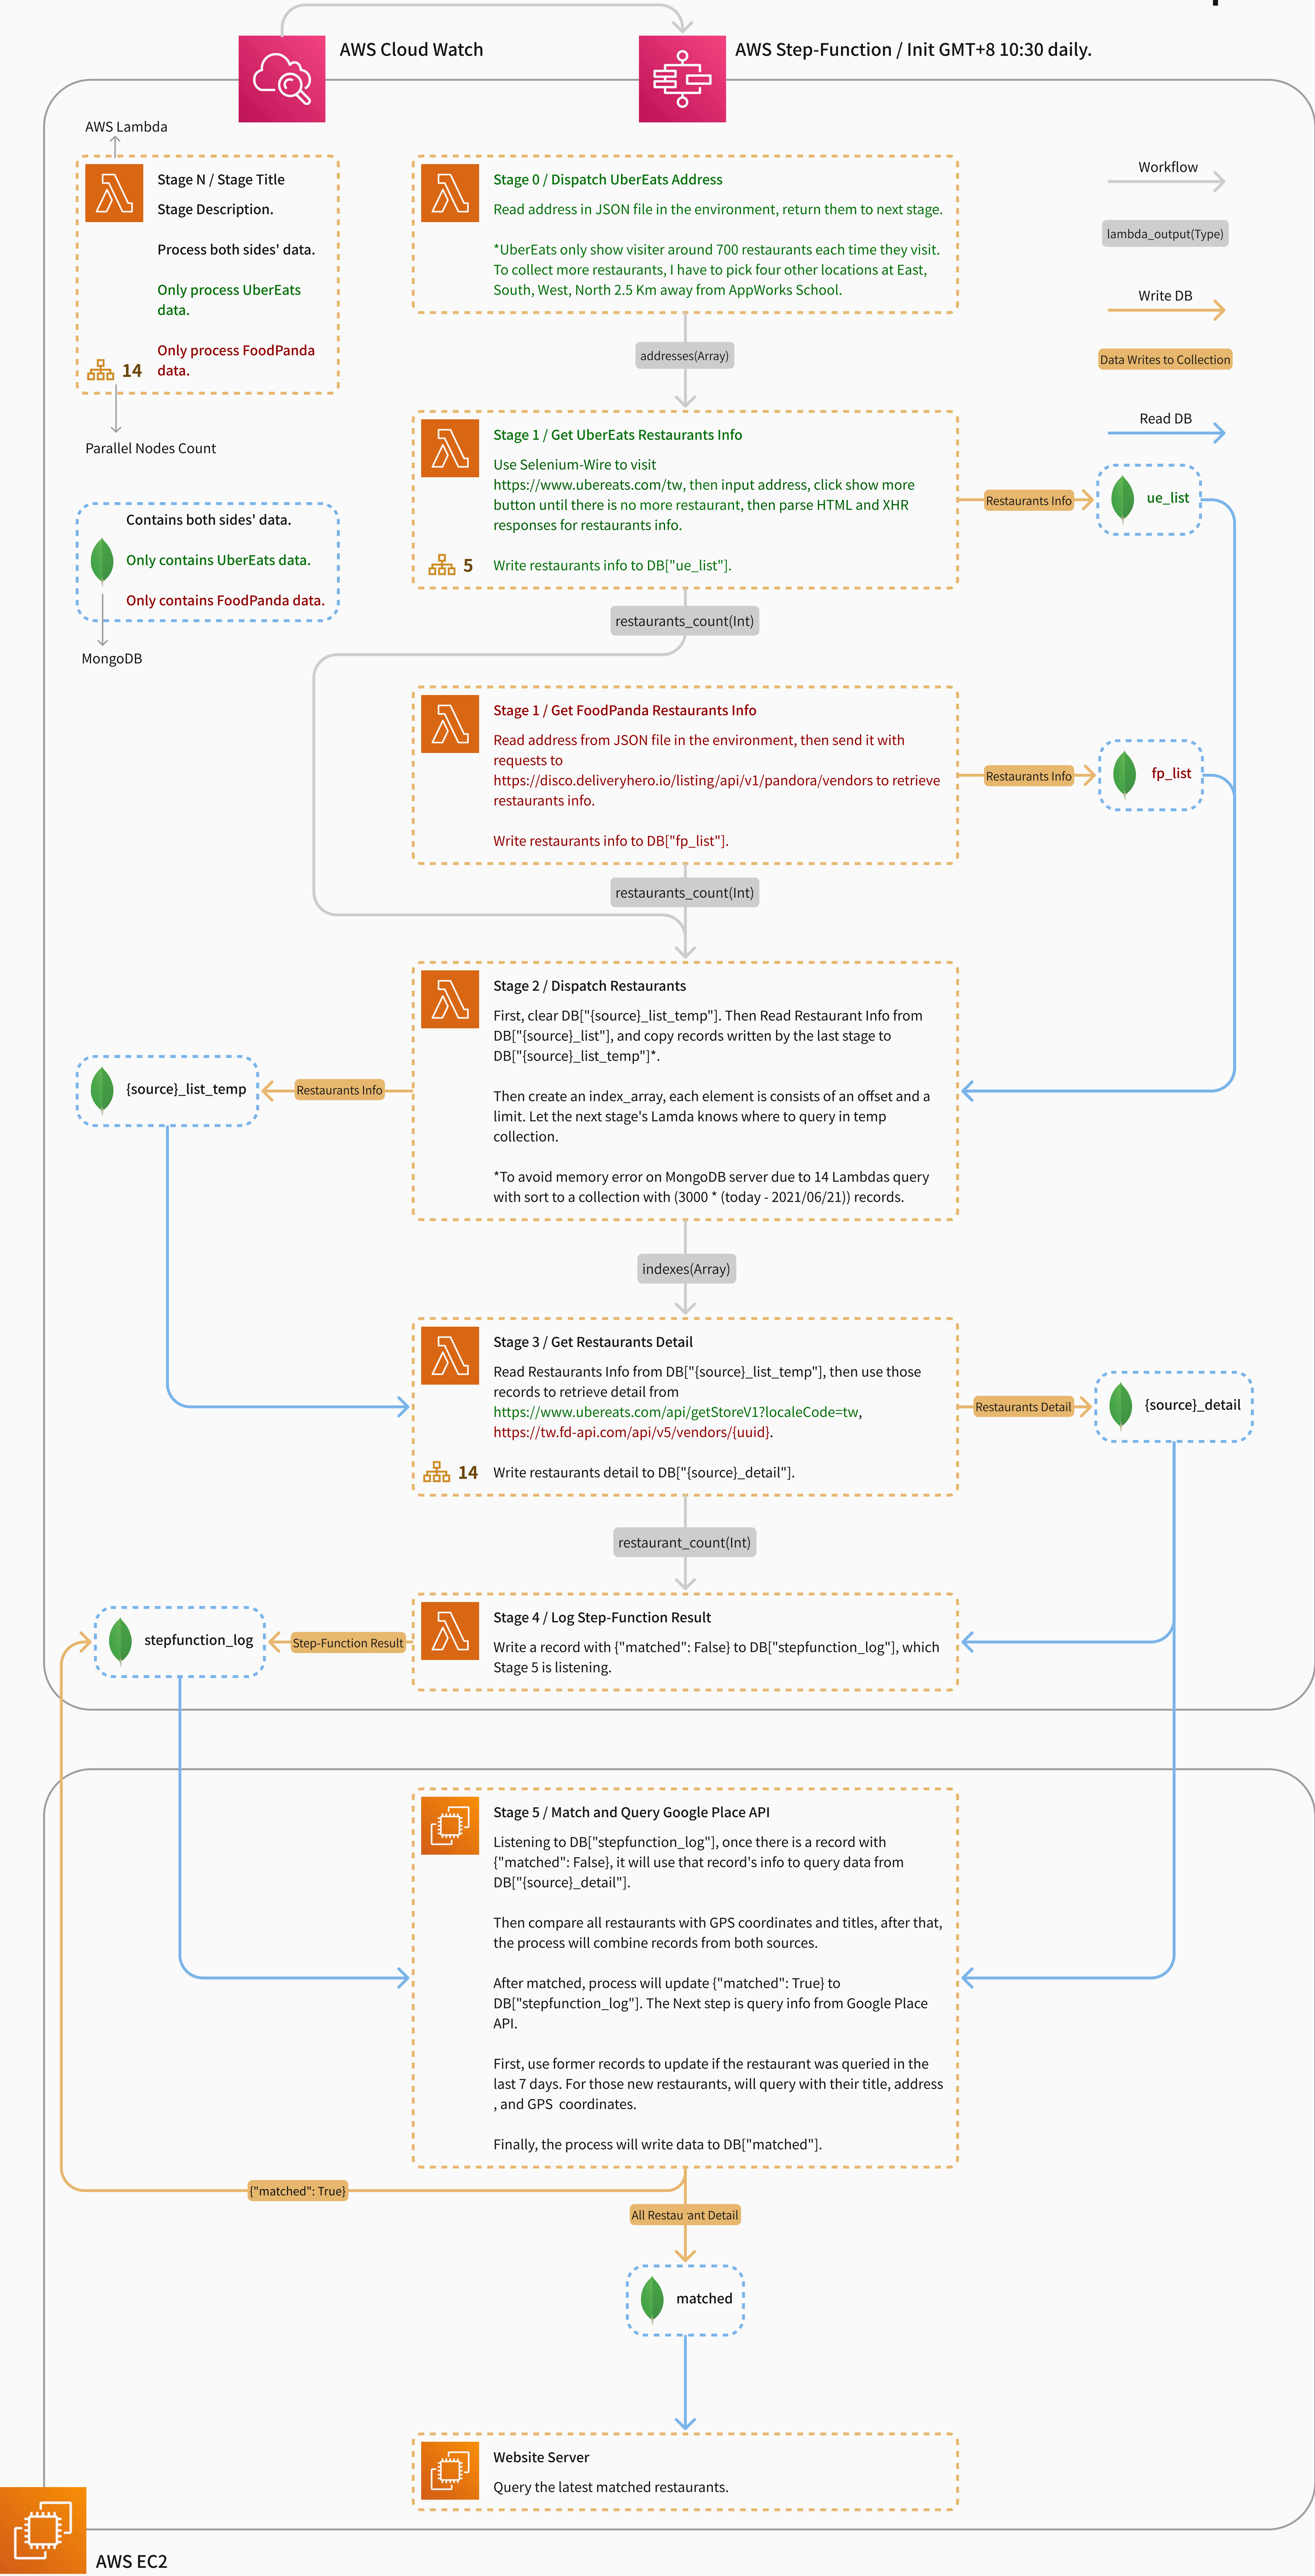 AWS Cloud Watch
AWS Step-Function / Init GMT+8 10:30 daily.
AWS Lambda
Stage N / Stage Title
Stage Description.
Process both sides' data.
Only process UberEats
data.
Only process FoodPanda
data.
14
Parallel Nodes Count
Contains both sides' data.
Only contains UberEats data.
Only contains FoodPanda data.
MongoDB
Workflow
lambda_output(Type)
Write DB
Data Writes to Collection
Read DB
Stage 0 / Dispatch UberEats Address
Read address in JSON file in the environment, return them to next stage.
*UberEats only show visiter around 700 restaurants each time they visit.
To collect more restaurants, I have to pick four other locations at East,
South, West, North 2.5 Km away from AppWorks School.
addresses(Array)
Stage 1 / Get UberEats Restaurants Info
Use Selenium-Wire to visit
https://www.ubereats.com/tw, then input address, click show more
button until there is no more restaurant, then parse HTML and XHR
responses for restaurants info.
5
Write restaurants info to DB["ue_list"].
Restaurants Info
ue_list
restaurants_count(Int)
Stage 1 / Get FoodPanda Restaurants Info
Read address from JSON file in the environment, then send it with
requests to
https://disco.deliveryhero.io/listing/api/v1/pandora/vendors to retrieve
restaurants info.
Write restaurants info to DB["fp_list"].
Restaurants Info
fp_list
restaurants_count(Int)
Stage 2 / Dispatch Restaurants
First, clear DB["{source}_list_temp"]. Then Read Restaurant Info from
DB["{source}_list"], and copy records written by the last stage to
DB["{source}_list_temp"]*.
Then create an index_array, each element is consists of an offset and a
limit. Let the next stage's Lamda knows where to query in temp
collection.
*To avoid memory error on MongoDB server due to 14 Lambdas query
with sort to a collection with (3000 * (today - 2021/06/21)) records.
Restaurants Info
{source}_list_temp
indexes(Array)
Stage 3 / Get Restaurants Detail
Read Restaurants Info from DB["{source}_list_temp"], then use those
records to retrieve detail from
https://www.ubereats.com/api/getStoreV1?localeCode=tw,
https://tw.fd-api.com/api/v5/vendors/{uuid}.
14
Write restaurants detail to DB["{source}_detail"].
Restaurants Detail
{source}_detail
restaurant_count(Int)
Stage 4 / Log Step-Function Result
Write a record with {"matched": False} to DB["stepfunction_log"], which
Stage 5 is listening.
Step-Function Result
stepfunction_log
Stage 5 / Match and Query Google Place API
Listening to DB["stepfunction_log"], once there is a record with
{"matched": False}, it will use that record's info to query data from
DB["{source}_detail"].
Then compare all restaurants with GPS coordinates and titles, after that,
the process will combine records from both sources.
After matched, process will update {"matched": True} to
DB["stepfunction_log"]. The Next step is query info from Google Place
API.
First, use former records to update if the restaurant was queried in the
last 7 days. For those new restaurants, will query with their title, address
, and GPS coordinates.
Finally, the process will write data to DB["matched"].
{"matched": True}
All Restaurant Detail
matched
Website Server
Query the latest matched restaurants.
AWS EC2